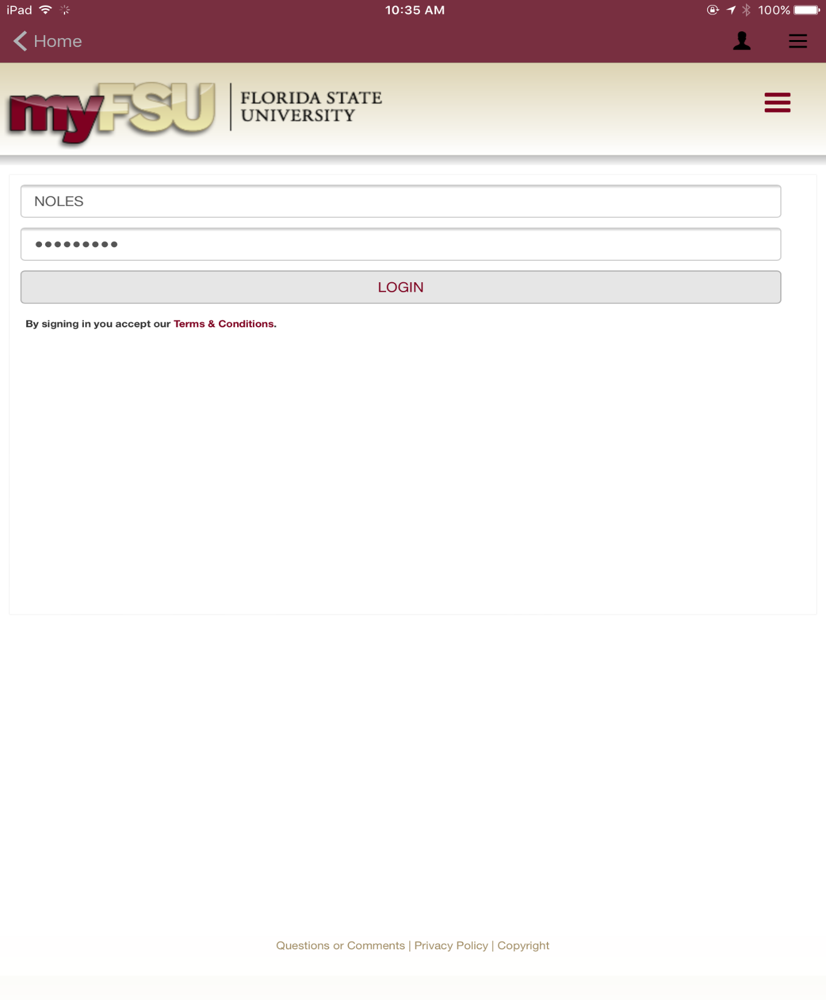 iPad 10:35 AM 100%
Home
myFSU FLORIDA STATE
UNIVERSITY
NOLES
•••••••••
LOGIN
By signing in you accept our Terms & Conditions.
Questions or Comments | Privacy Policy | Copyright